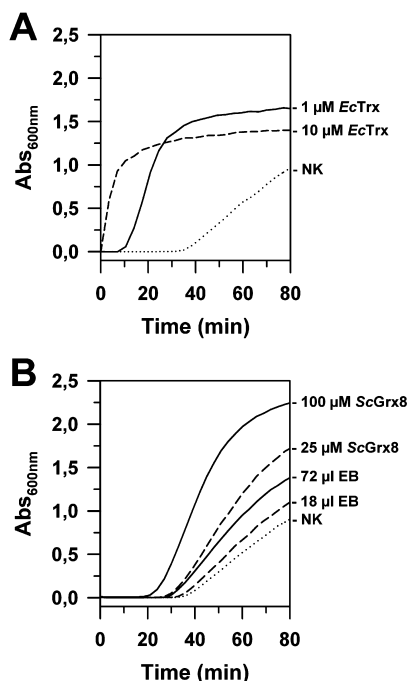 A
2,5
2,0
1,5
1,0
0,5
0,0
Abs600nm
1 µM EcTrx
10 µM EcTrx
NK
0 20 40 60 80
Time (min)
B
2,5
2,0
1,5
1,0
0,5
0,0
Abs600nm
100 µM ScGrx8
25 µM ScGrx8
72 µl EB
18 µl EB
NK
0 20 40 60 80
Time (min)